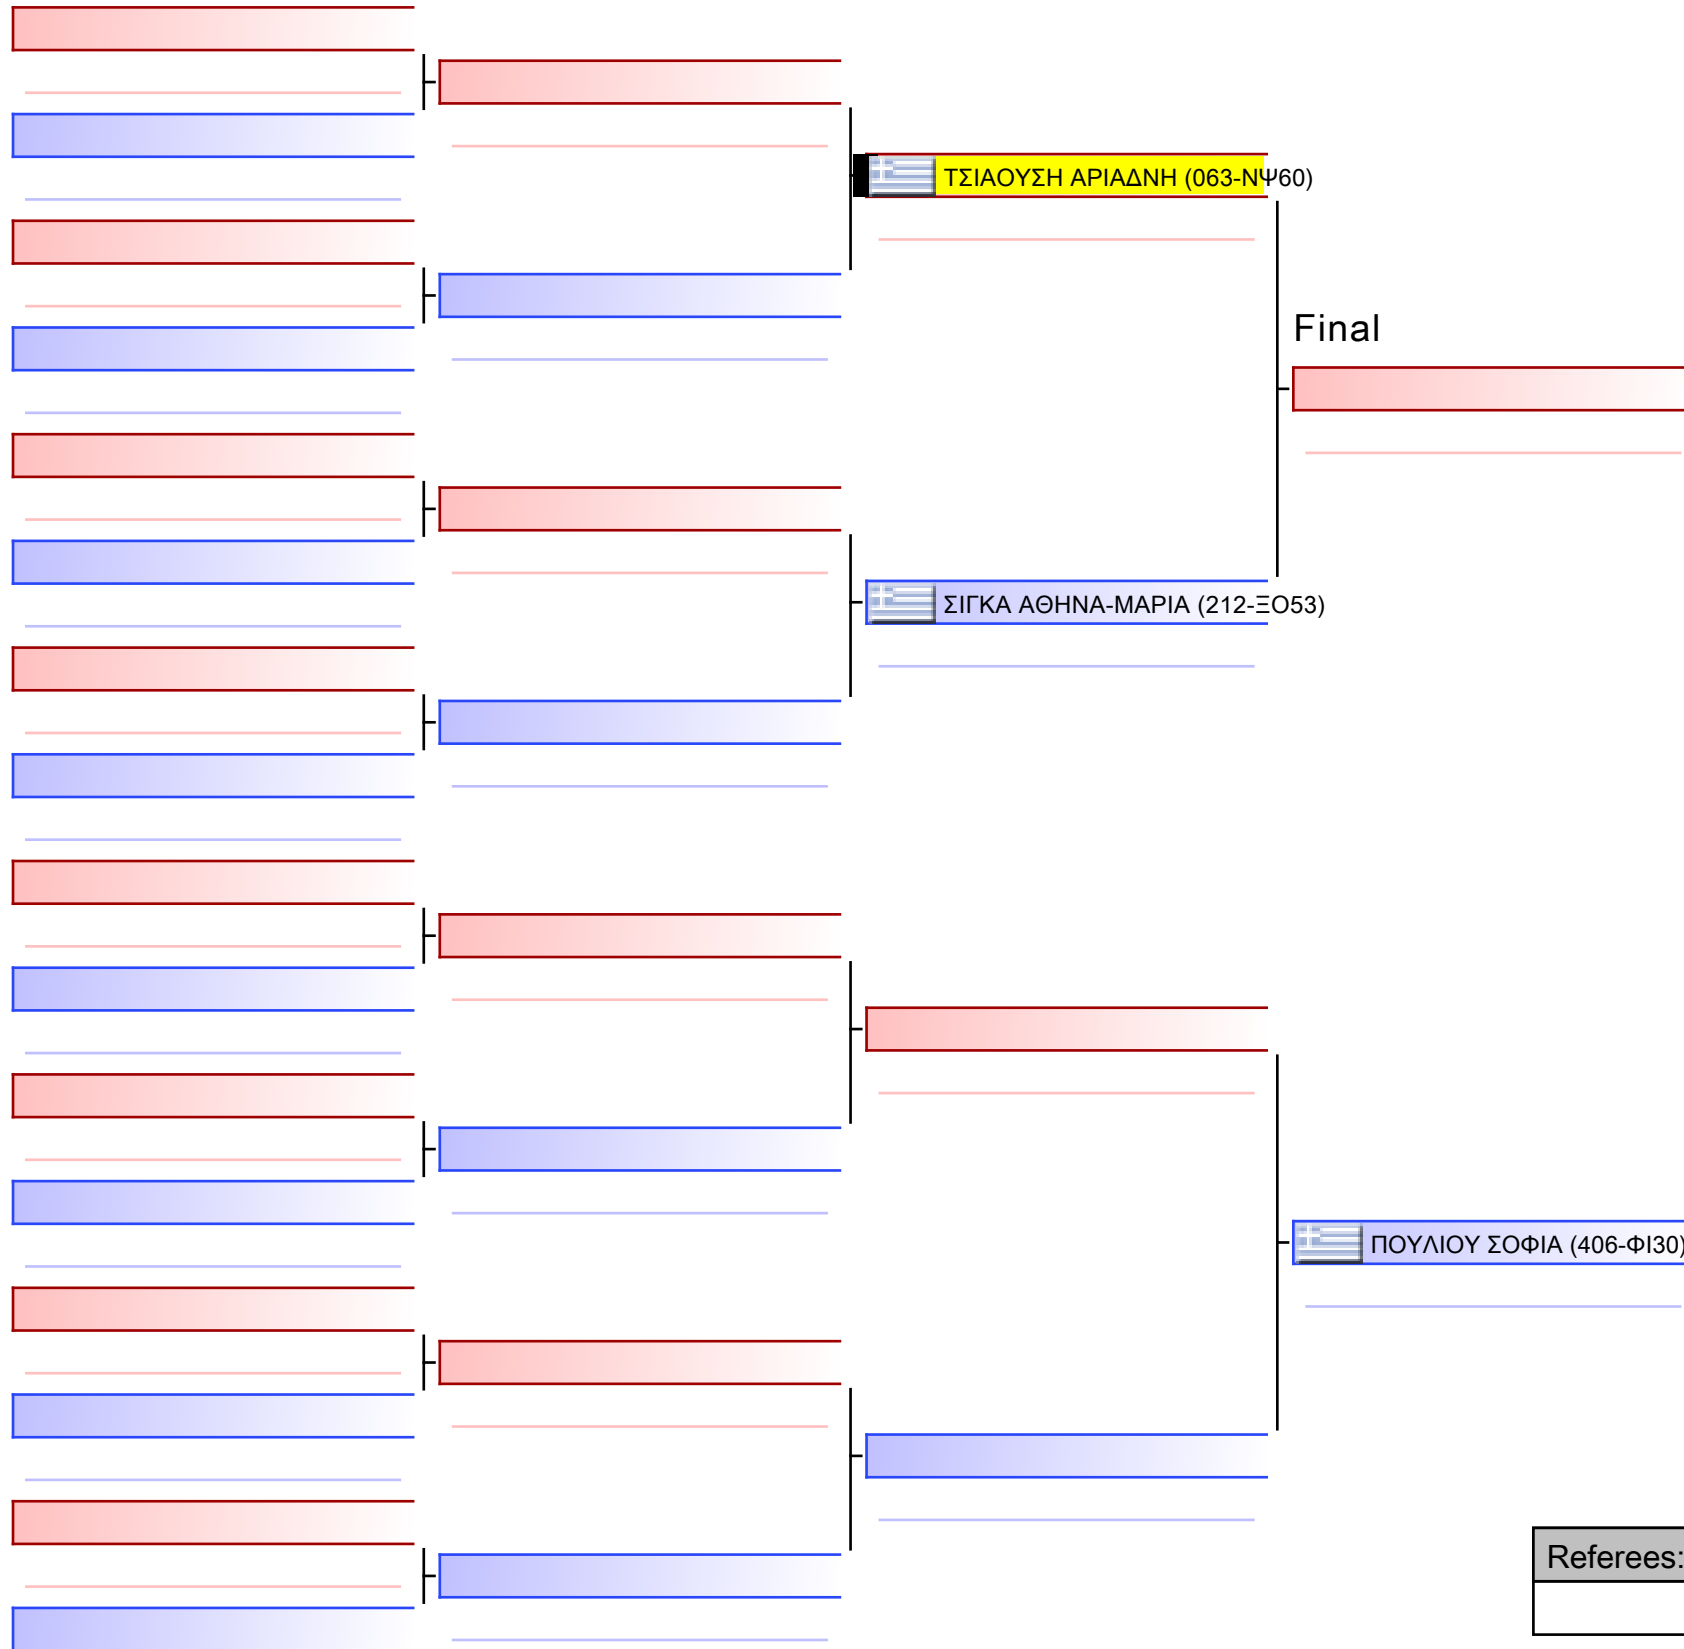 ΤΣΙΑΟΥΣΗ ΑΡΙΑΔΝΗ (063-ΝΨ60)
Final
ΣΙΓΚΑ ΑΘΗΝΑ-ΜΑΡΙΑ (212-ΞΟ53)
ΠΟΥΛΙΟΥ ΣΟΦΙΑ (406-ΦΙ30)
Referees: